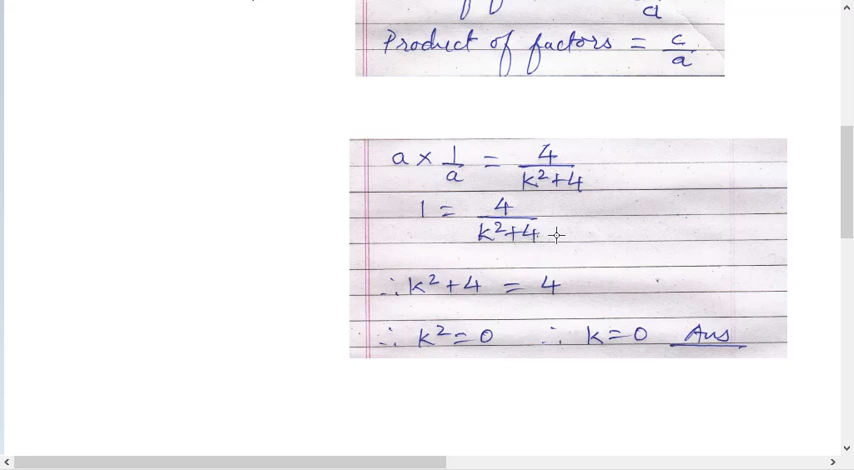 a
Product of factors = c/a
a × 1/a = 4/k²+4
1 = 4/k²+4
∴ k²+4 = 4
∴ k² = 0 ∴ k = 0 Ans